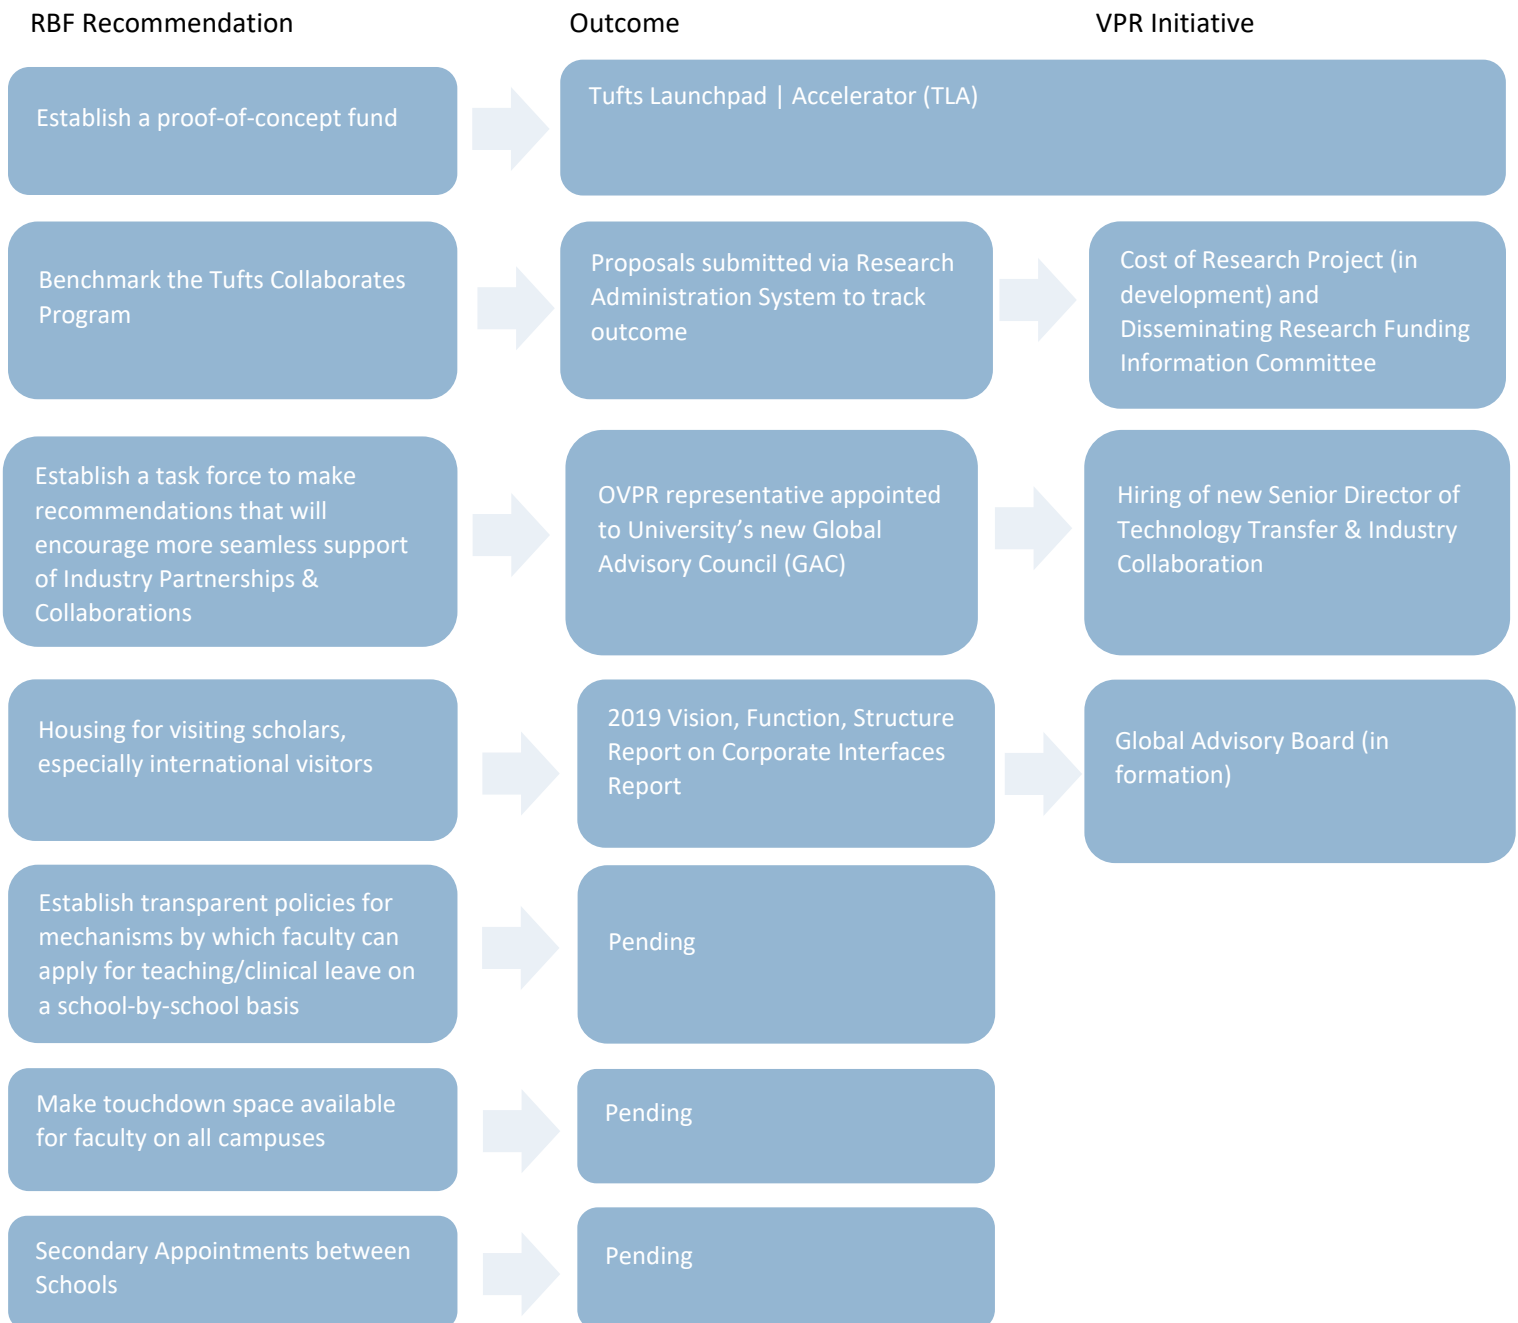 RBF Recommendation
Outcome
VPR Initiative
Establish a proof-of-concept fund
Tufts Launchpad | Accelerator (TLA)
Benchmark the Tufts Collaborates
Program
Proposals submitted via Research
Administration System to track
outcome
Cost of Research Project (in
development) and
Disseminating Research Funding
Information Committee
Establish a task force to make
recommendations that will
encourage more seamless support
of Industry Partnerships &
Collaborations
OVPR representative appointed
to University’s new Global
Advisory Council (GAC)
Hiring of new Senior Director of
Technology Transfer & Industry
Collaboration
Housing for visiting scholars,
especially international visitors
2019 Vision, Function, Structure
Report on Corporate Interfaces
Report
Global Advisory Board (in
formation)
Establish transparent policies for
mechanisms by which faculty can
apply for teaching/clinical leave on
a school-by-school basis
Pending
Make touchdown space available
for faculty on all campuses
Pending
Secondary Appointments between
Schools
Pending